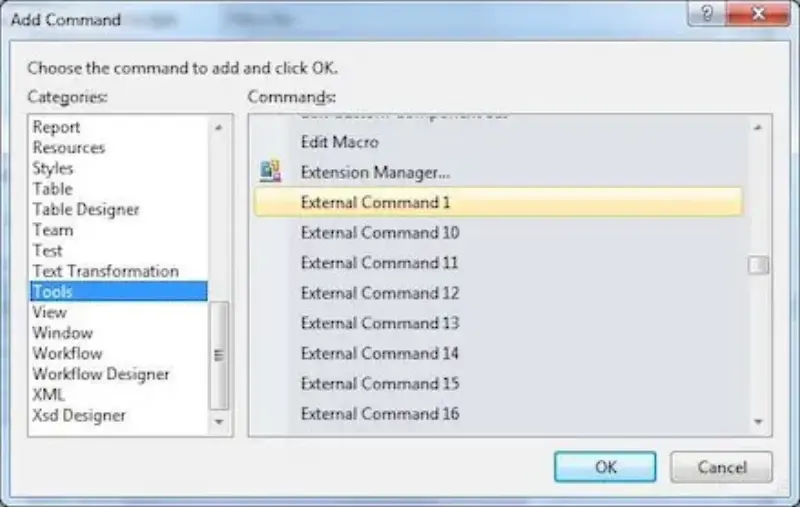 Add Command
Choose the command to add and click OK.
Categories:
Report
Resources
Styles
Table
Table Designer
Team
Test
Text Transformation
Tools
View
Window
Workflow
Workflow Designer
XML
Xsd Designer
Commands:
Edit Macro
Extension Manager...
External Command 1
External Command 10
External Command 11
External Command 12
External Command 13
External Command 14
External Command 15
External Command 16
OK
Cancel